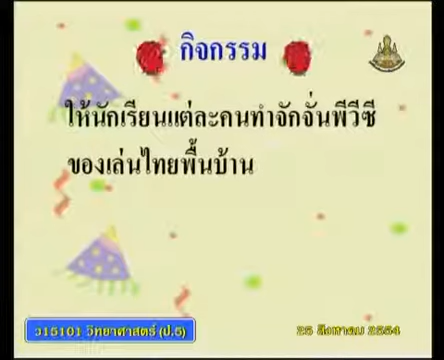 กิจกรรม
ให้นักเรียนแต่ละคนทำจักจั่นพีวีซี
ของเล่นไทยพื้นบ้าน
ว15101 วิทยาศาสตร์ (ป.5)
25 สิงหาคม 2554